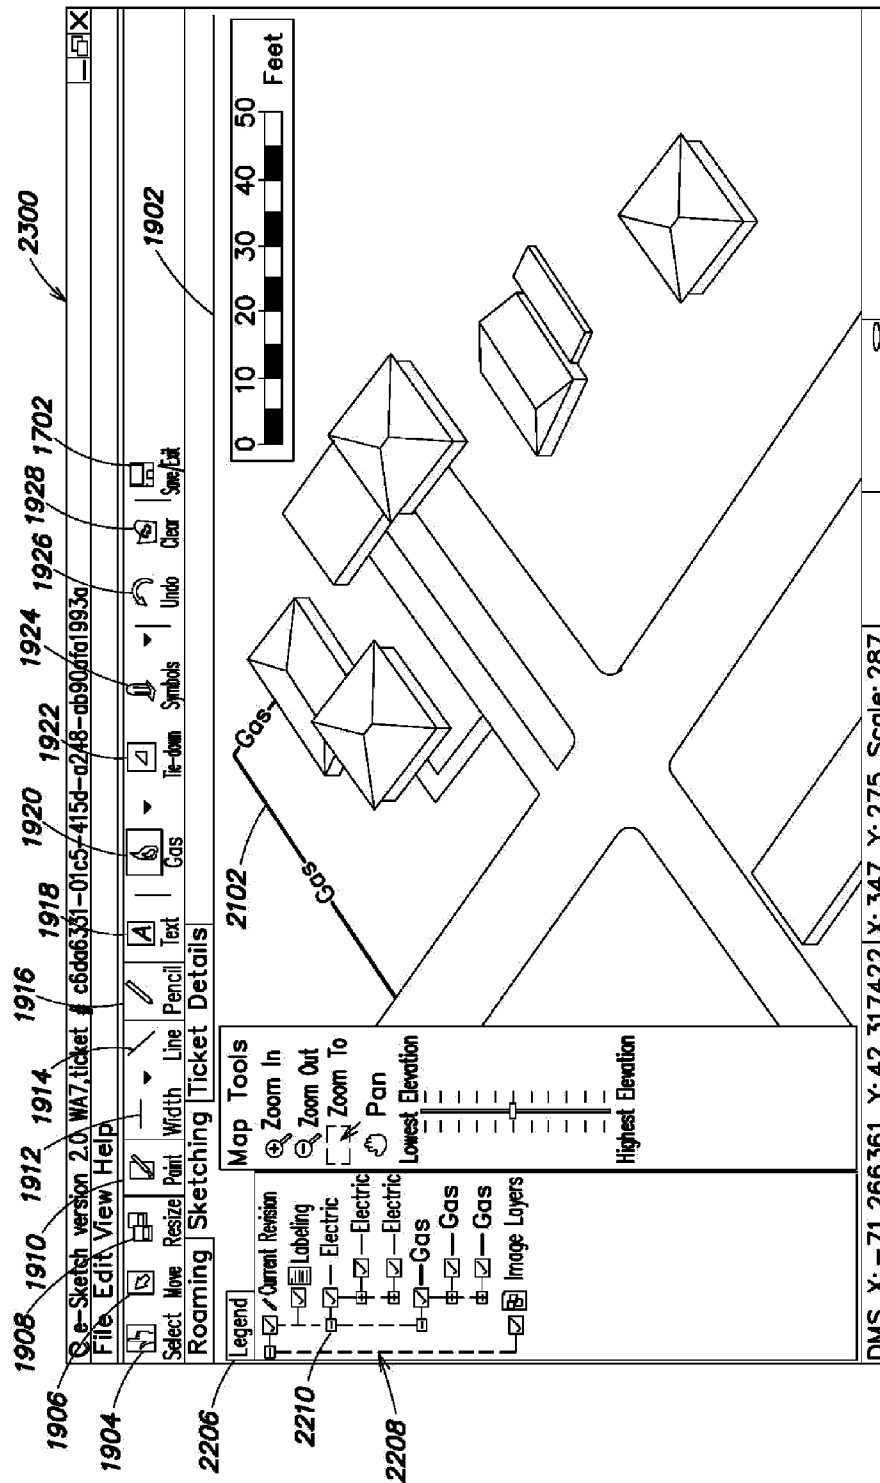 2300
e-Sketch version 2.0 WA7,ticket # c6da6331-01c5-415d-a248-ab90afa1993a
File Edit View Help
1904
1906
1908
1910
1912
1914
1916
1918
1920
1922
1924
1926
1928
1702
1902
Select Move Resize Paint Width Line Pencil Text Gas Tie-down Symbols Undo Clear Save/Exit
Roaming Sketching Ticket Details
2206
Legend
Current Revision
Labeling
Electric
Electric
Electric
Gas
Gas
Gas
Image Layers
2210
2208
Map Tools
Zoom In
Zoom Out
Zoom To
Pan
Lowest Elevation
Highest Elevation
2102
Gas
Gas
0 10 20 30 40 50
Feet
DMS X: -71.266361 Y: 42.317422 X: 347 Y: 275 Scale: 287